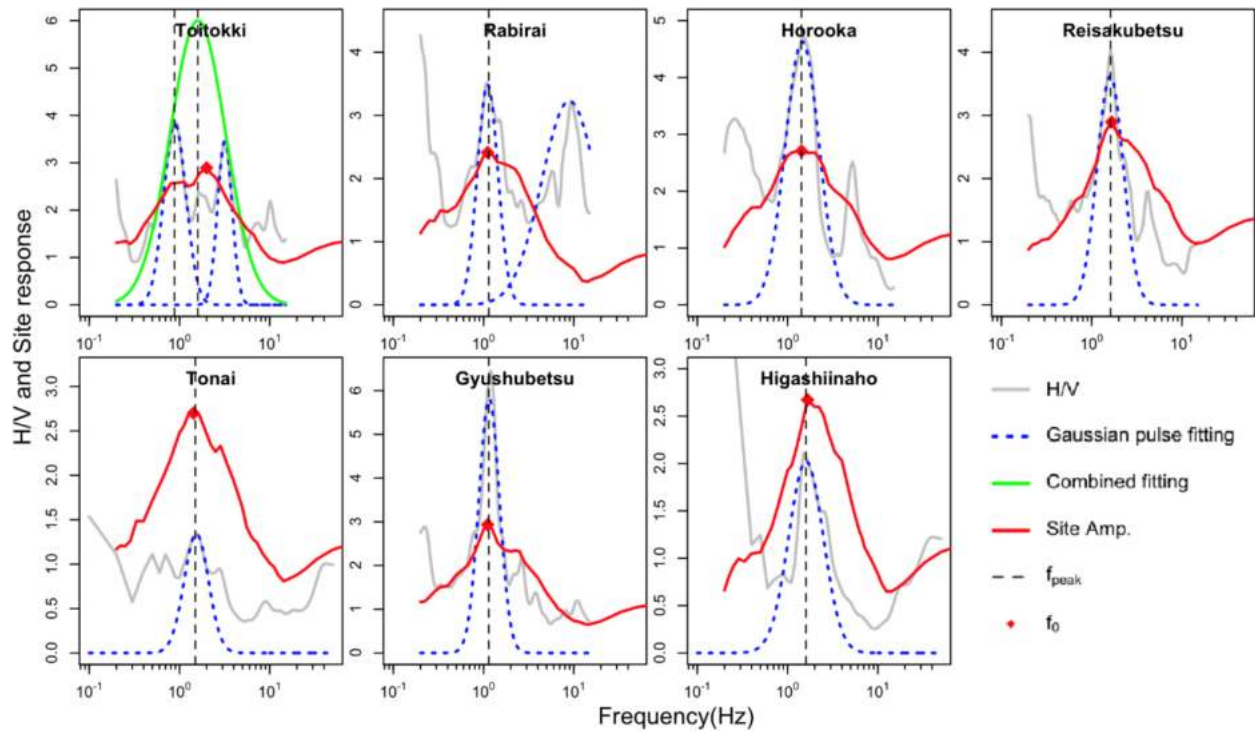 Toitokki
Rabirai
Horooka
Reisakubetsu
0 1 2 3 4 5 6
0 1 2 3 4
0 1 2 3 4 5
0 1 2 3 4
10⁻¹ 10⁰ 10¹
10⁻¹ 10⁰ 10¹
10⁻¹ 10⁰ 10¹
10⁻¹ 10⁰ 10¹
H/V and Site response
Tonai
Gyushubetsu
Higashiinaho
0.0 0.5 1.0 1.5 2.0 2.5 3.0
0 1 2 3 4 5 6
0.0 0.5 1.0 1.5 2.0 2.5 3.0
10⁻¹ 10⁰ 10¹
10⁻¹ 10⁰ 10¹
10⁻¹ 10⁰ 10¹
Frequency(Hz)
H/V
Gaussian pulse fitting
Combined fitting
Site Amp.
f_peak
f₀